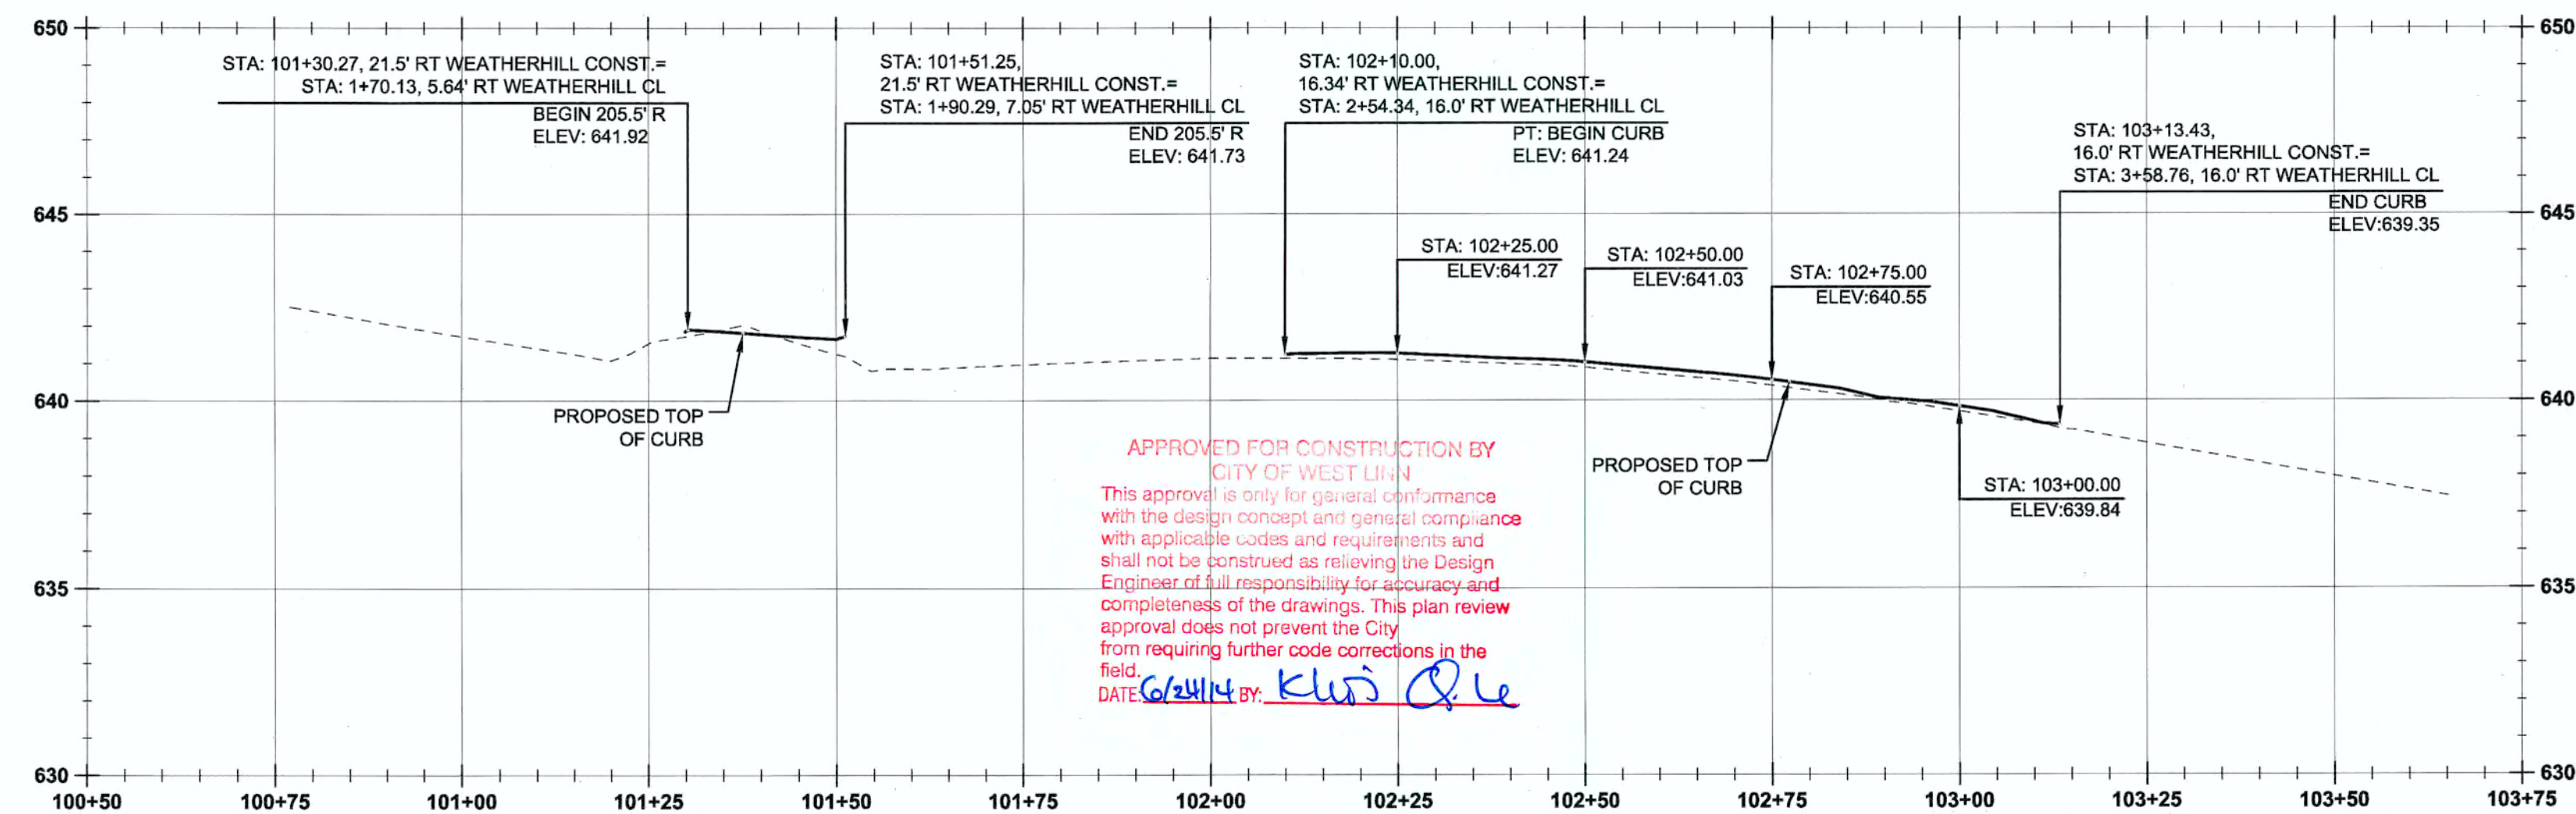 650
650
STA: 101+30.27, 21.5' RT WEATHERHILL CONST.=
STA: 1+70.13, 5.64' RT WEATHERHILL CL
BEGIN 205.5' R
ELEV: 641.92
STA: 101+51.25,
21.5' RT WEATHERHILL CONST.=
STA: 1+90.29, 7.05' RT WEATHERHILL CL
END 205.5' R
ELEV: 641.73
STA: 102+10.00,
16.34' RT WEATHERHILL CONST.=
STA: 2+54.34, 16.0' RT WEATHERHILL CL
PT: BEGIN CURB
ELEV: 641.24
STA: 103+13.43,
16.0' RT WEATHERHILL CONST.=
STA: 3+58.76, 16.0' RT WEATHERHILL CL
END CURB
ELEV:639.35
645
645
STA: 102+25.00
ELEV:641.27
STA: 102+50.00
ELEV:641.03
STA: 102+75.00
ELEV:640.55
640
640
PROPOSED TOP
OF CURB
PROPOSED TOP
OF CURB
STA: 103+00.00
ELEV:639.84
APPROVED FOR CONSTRUCTION BY
CITY OF WEST LINN
This approval is only for general conformance
with the design concept and general compliance
with applicable codes and requirements and
shall not be construed as relieving the Design
Engineer of full responsibility for accuracy and
completeness of the drawings. This plan review
approval does not prevent the City
from requiring further code corrections in the
field.
DATE: 6/24/14 BY:
635
635
630
630
100+50
100+75
101+00
101+25
101+50
101+75
102+00
102+25
102+50
102+75
103+00
103+25
103+50
103+75